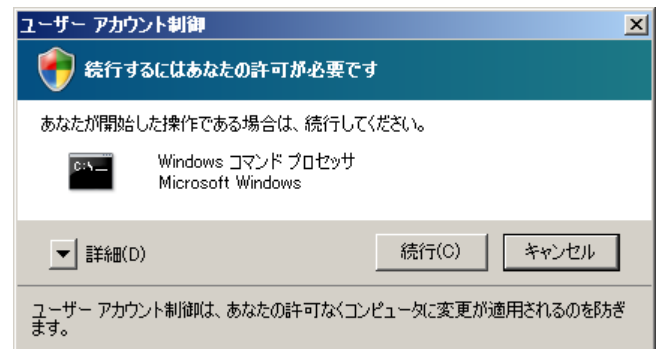 ユーザー アカウント制御
続行するにはあなたの許可が必要です
あなたが開始した操作である場合は、続行してください。
C:\_
Windows コマンド プロセッサ
Microsoft Windows
詳細(D)
続行(C)
キャンセル
ユーザー アカウント制御は、あなたの許可なくコンピュータに変更が適用されるのを防ぎ
ます。